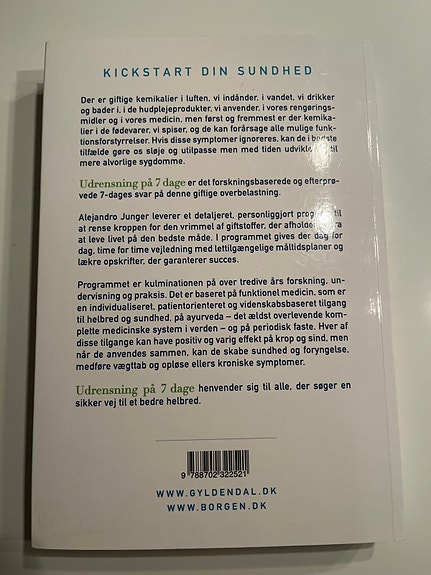 KICKSTART DIN SUNDHED
Der er giftige kemikalier i luften, vi indånder, i vandet, vi drikker
og bader i, i de hudplejeprodukter, vi anvender, i vores rengørings-
midler og i vores medicin, men først og fremmest er der kemika-
lier i de fødevarer, vi spiser, og de kan forårsage alle mulige funk-
tionsforstyrrelser. Hvis disse symptomer ignoreres, kan de i bedste
tilfælde gøre os sløje og utilpasse men med tiden udvikle til
mere alvorlige sygdomme.
Udrensning på 7 dage er det forskningsbaserede og efterprø-
vede 7-dages svar på denne giftige overbelastning.
Alejandro Junger leverer et detaljeret, personliggjort til
at rense kroppen for den vrimmel af giftstoffer, der afholder
at leve livet på den bedste måde. I programmet gives der dag for
dag, time for time vejledning med lettilgængelige måltidsplaner og
lækre opskrifter, der garanterer succes.
Programmet er kulminationen på over tredive års forskning, un-
dervisning og praksis. Det er baseret på funktionel medicin, som er
en individualiseret, patientorienteret og videnskabsbaseret tilgang
til helbred og sundhed, på ayurveda – det ældst overlevende kom-
plette medicinske system i verden – og på periodisk faste. Hver af
disse tilgange kan have positiv og varig effekt på krop og sind, men
når de anvendes sammen, kan de skabe sundhed og foryngelse,
medføre vægttab og opløse ellers kroniske symptomer.
Udrensning på 7 dage henvender sig til alle, der søger en
sikker vej til et bedre helbred.
9 788702 322521
WWW.GYLDENDAL.DK
WWW.BORGEN.DK